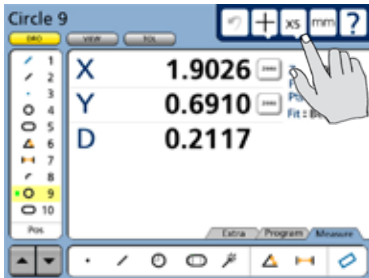 Circle 9
xs mm ?
DRO VIEW TOL
1
2
3
4
5
6
7
8
9
10
X 1.9026
Y 0.6910
D 0.2117
Fit :
Pos
Extra Program Measure